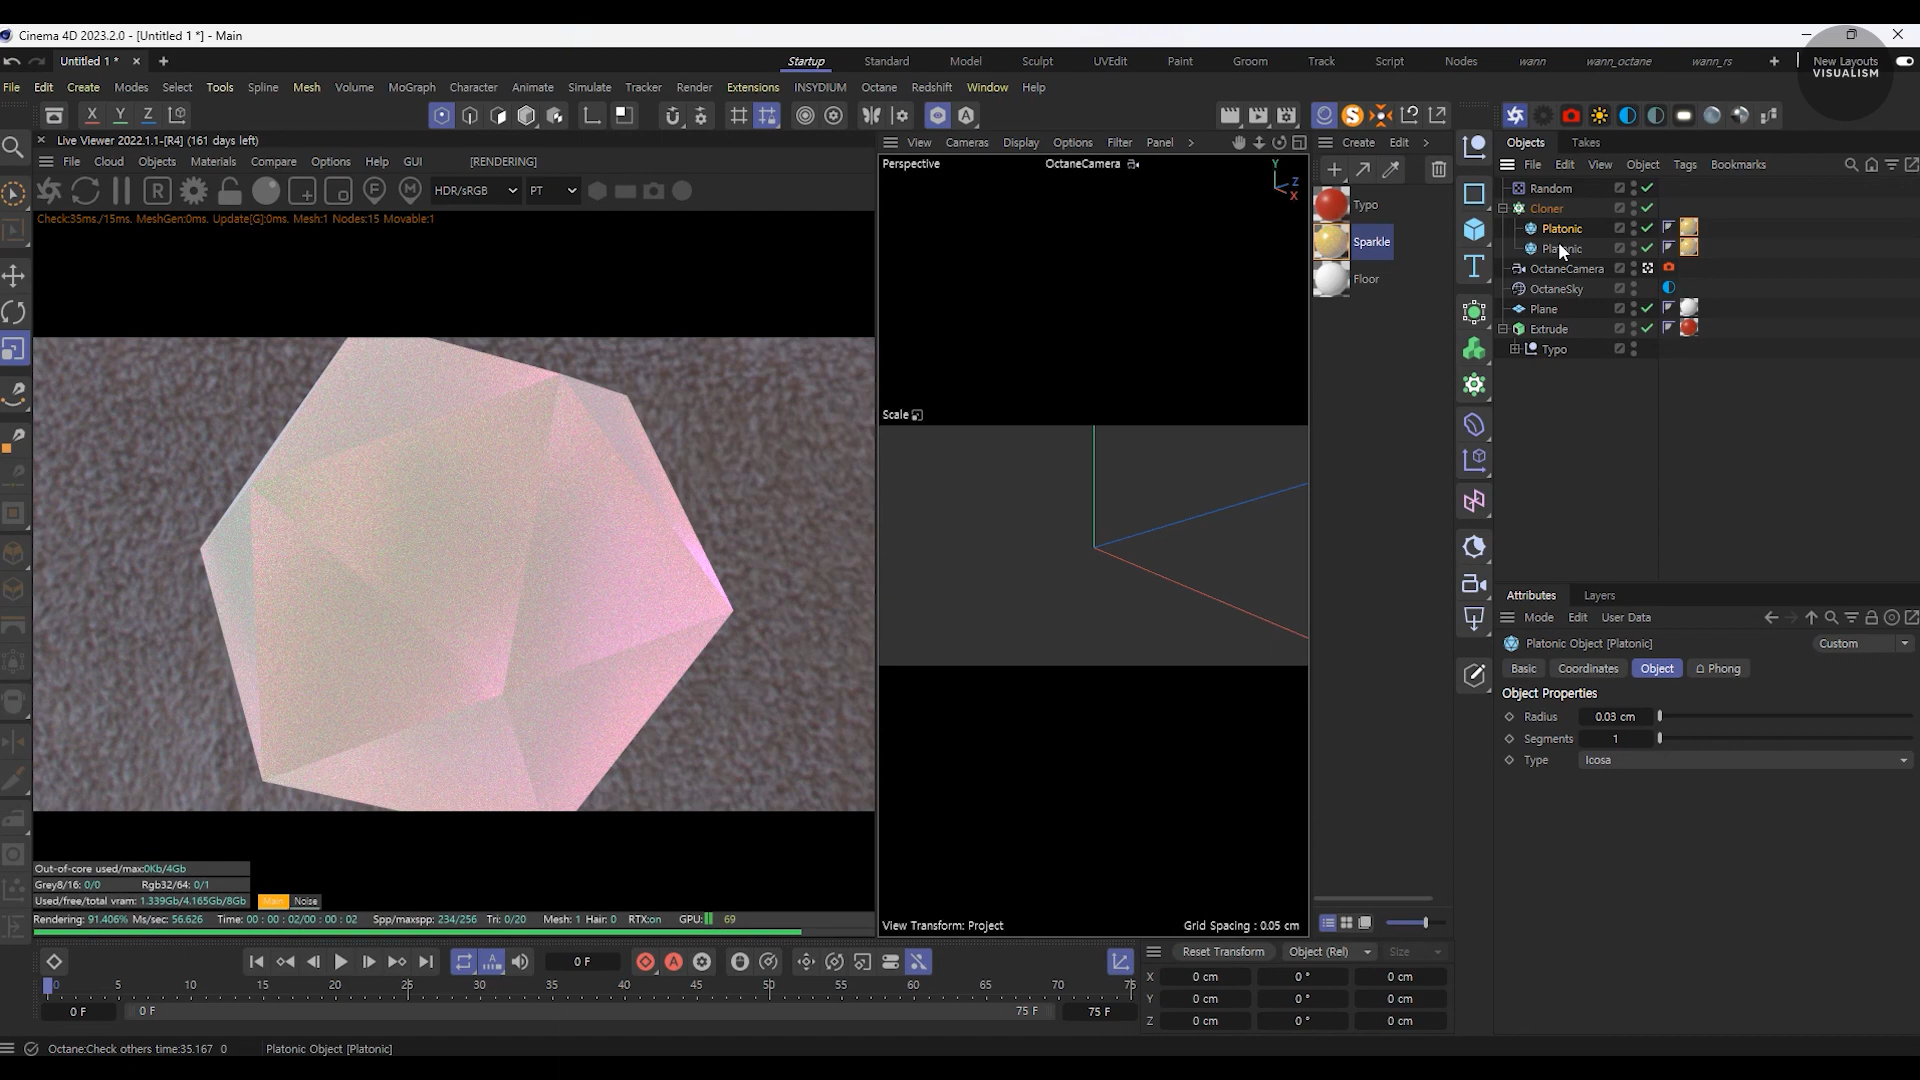 Cinema 4D 2023.2.0 - [Untitled 1 *] - Main
Untitled 1 *
Startup Standard Model Sculpt UVEdit Paint Groom Track Script Nodes wann wann_octane wann_rs New Layouts
VISUALISM
File Edit Create Modes Select Tools Spline Mesh Volume MoGraph Character Animate Simulate Tracker Render Extensions INSYDIUM Octane Redshift Window Help
X Y Z
Live Viewer 2022.1.1-[R4] (161 days left)
File Cloud Objects Materials Compare Options Help GUI [RENDERING]
HDR/sRGB PT
Check:35ms./15ms. MeshGen:0ms. Update[G]:0ms. Mesh:1 Nodes:15 Movable:1
View Cameras Display Options Filter Panel
Perspective OctaneCamera
Y
Z
X
Scale
View Transform: Project Grid Spacing : 0.05 cm
Create Edit
Typo
Sparkle
Floor
Objects Takes
File Edit View Object Tags Bookmarks
Random
Cloner
Platonic
Platonic
OctaneCamera
OctaneSky
Plane
Extrude
Typo
Attributes Layers
Mode Edit User Data
Platonic Object [Platonic] Custom
Basic Coordinates Object Phong
Object Properties
Radius 0.03 cm
Segments 1
Type Icosa
Out-of-core used/max:0Kb/4Gb
Grey8/16: 0/0 Rgb32/64: 0/1
Used/free/total vram: 1.339Gb/4.165Gb/8Gb Main Noise
Rendering: 91.406% Ms/sec: 56.626 Time: 00 : 00 : 02/00 : 00 : 02 Spp/maxspp: 234/256 Tri: 0/20 Mesh: 1 Hair: 0 RTX:on GPU: 69
0 F
0 5 10 15 20 25 30 35 40 45 50 55 60 65 70 75
0 F 0 F 75 F 75 F
Reset Transform Object (Rel) Size
X 0 cm 0 ° 0 cm
Y 0 cm 0 ° 0 cm
Z 0 cm 0 ° 0 cm
Octane:Check others time:35.167 0 Platonic Object [Platonic]